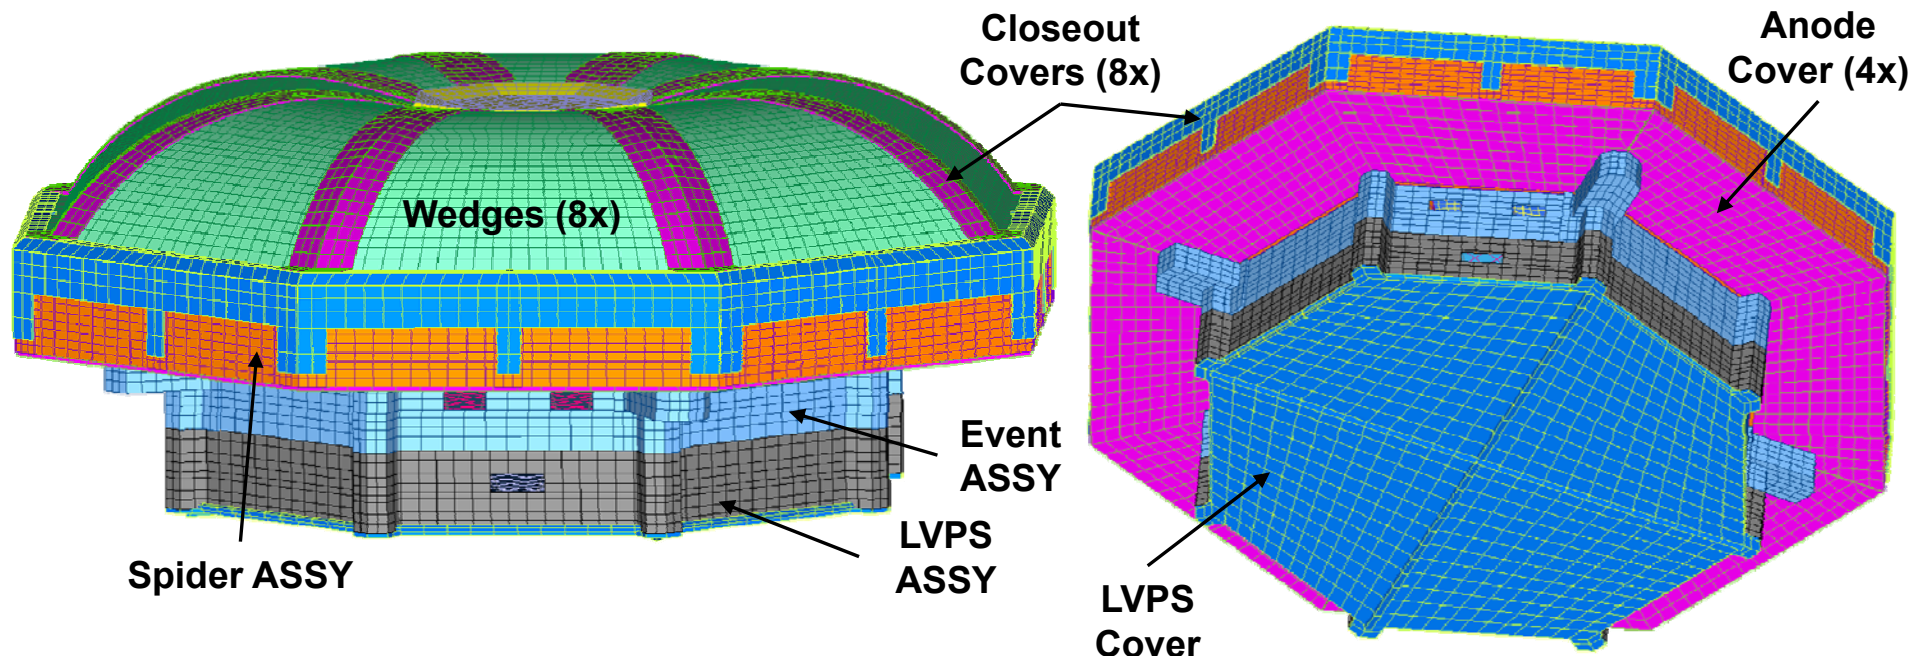 Closeout
Covers (8x)
Anode
Cover (4x)
Wedges (8x)
Event
ASSY
LVPS
ASSY
Spider ASSY
LVPS
Cover